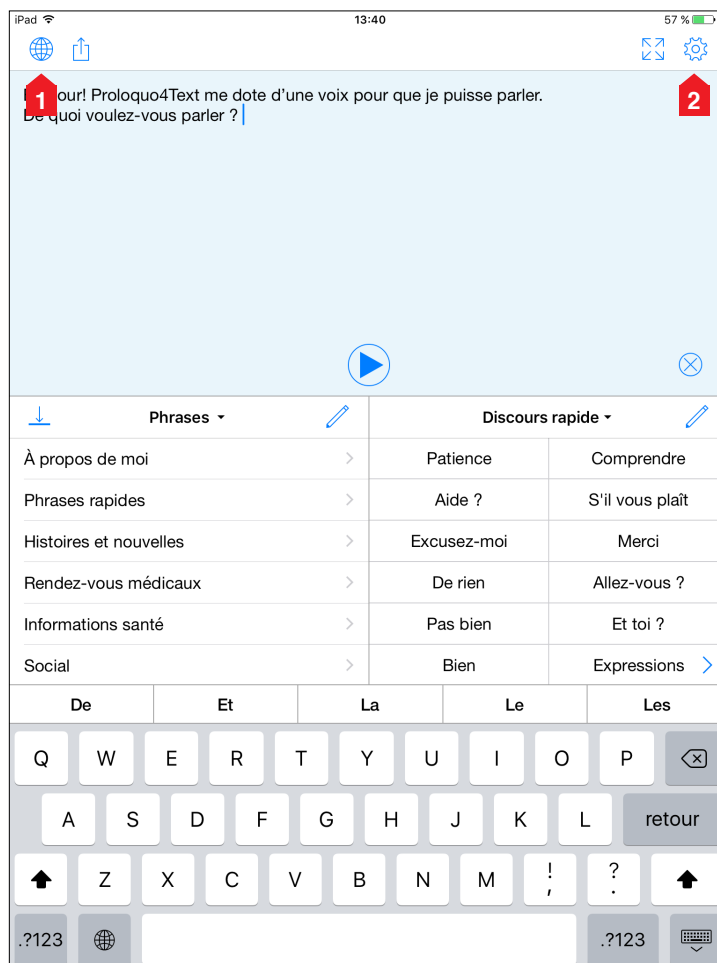 iPad 13:40 57 %
1 2
our! Proloquo4Text me dote d'une voix pour que je puisse parler.
De quoi voulez-vous parler ?
Phrases Discours rapide
À propos de moi Patience Comprendre
Phrases rapides Aide ? S'il vous plaît
Histoires et nouvelles Excusez-moi Merci
Rendez-vous médicaux De rien Allez-vous ?
Informations santé Pas bien Et toi ?
Social Bien Expressions
De Et La Le Les
Q W E R T Y U I O P
A S D F G H J K L retour
Z X C V B N M ! , ? .
.?123 .?123